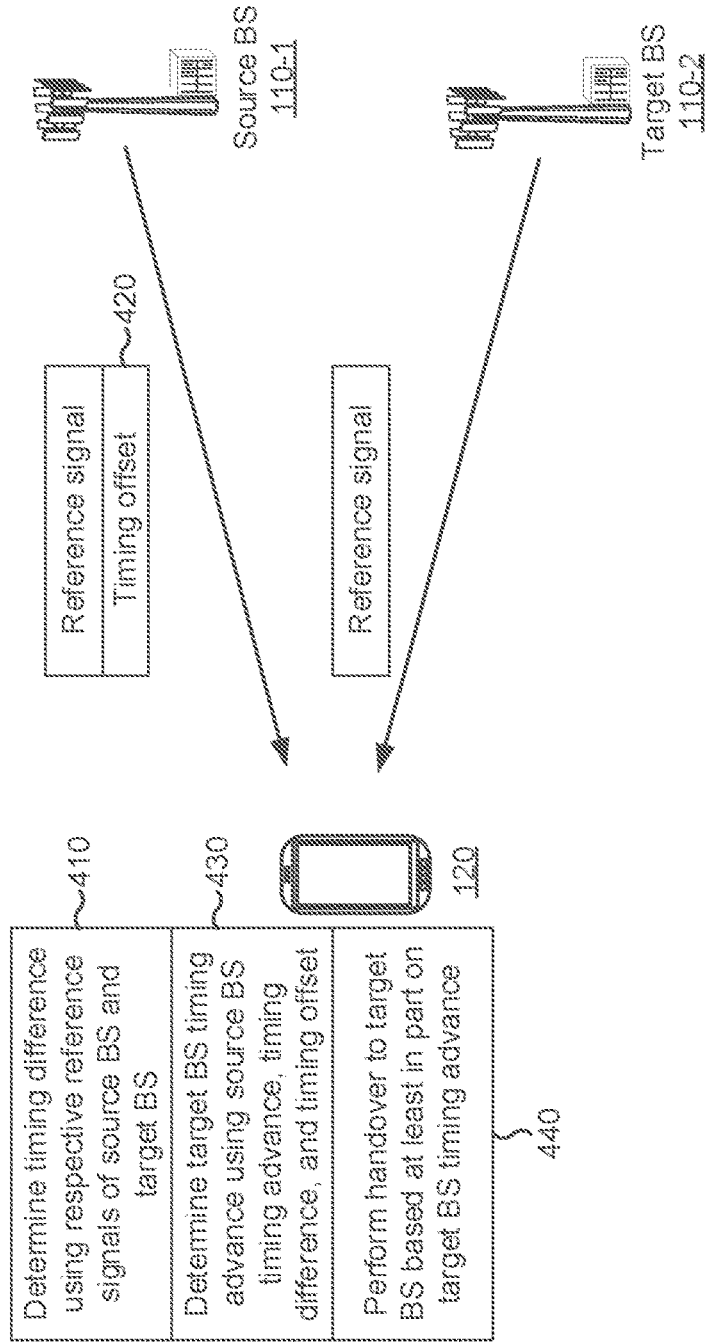 Determine timing difference
using respective reference
signals of source BS and
target BS
410
Determine target BS timing
advance using source BS
timing advance, timing
difference, and timing offset
430
Perform handover to target
BS based at least in part on
target BS timing advance
440
120
Reference signal
Timing offset
420
Reference signal
Source BS
110-1
Target BS
110-2